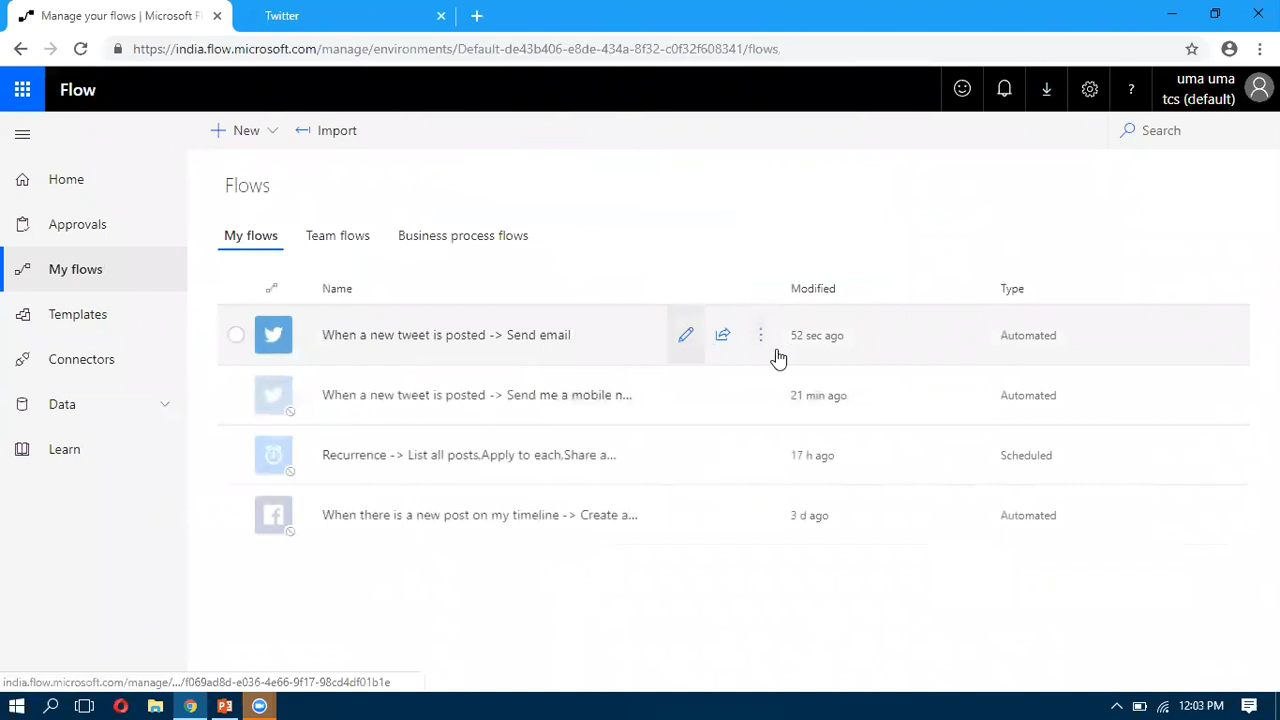 Manage your flows | Microsoft Fl
Twitter
https://india.flow.microsoft.com/manage/environments/Default-de43b406-e8de-434a-8f32-c0f32f608341/flows
Flow
uma uma
tcs (default)
New
Import
Search
Home
Approvals
My flows
Templates
Connectors
Data
Learn
Flows
My flows
Team flows
Business process flows
Name
Modified
Type
When a new tweet is posted -> Send email
52 sec ago
Automated
When a new tweet is posted -> Send me a mobile n...
21 min ago
Automated
Recurrence -> List all posts,Apply to each,Share a...
17 h ago
Scheduled
When there is a new post on my timeline -> Create a...
3 d ago
Automated
india.flow.microsoft.com/manage/.../f069ad8d-e036-4e66-9f17-98cd4df01b1e
12:03 PM